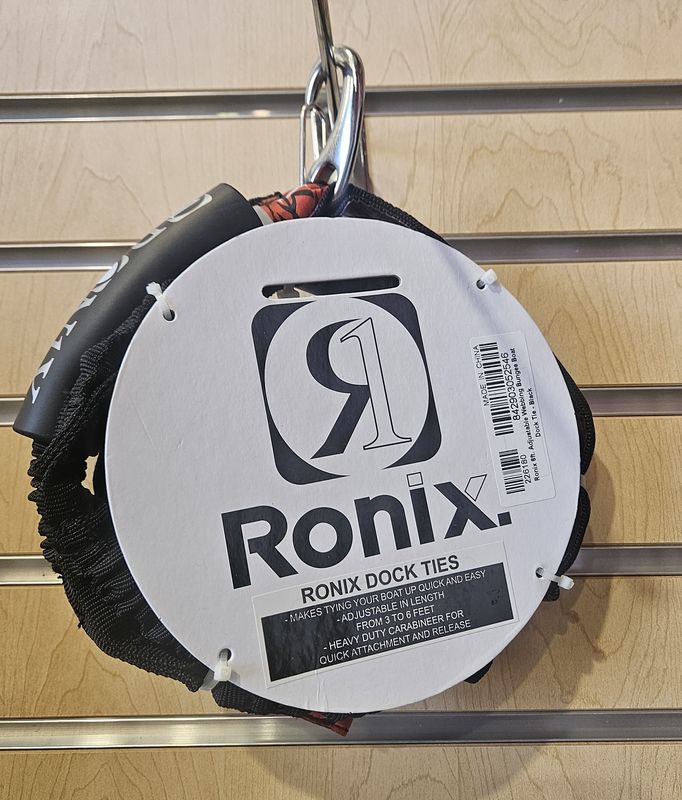 R1
Ronix.
RONIX DOCK TIES
- MAKES TYING YOUR BOAT UP QUICK AND EASY
- ADJUSTABLE IN LENGTH
FROM 3 TO 6 FEET
- HEAVY DUTY CARABINEER FOR
QUICK ATTACHMENT AND RELEASE
MADE IN CHINA
842903052546
Ronix 6ft. Adjustable Webbing Bungee Boat
Dock Tie - Black
226180